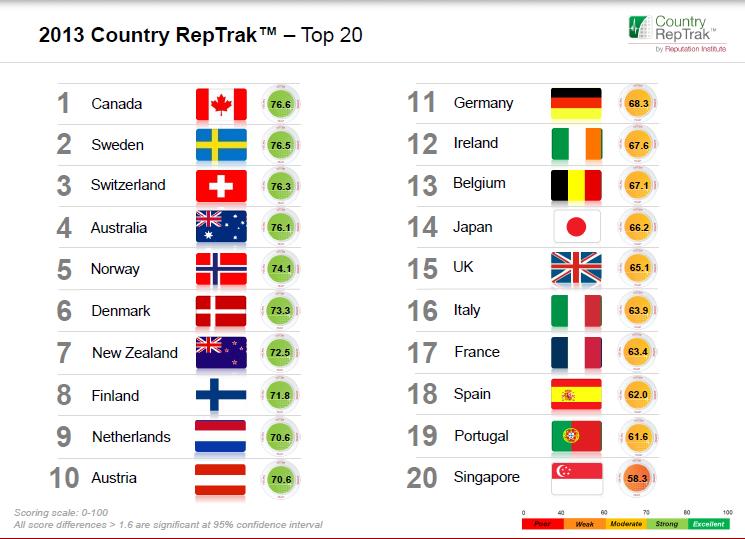 2013 Country RepTrak™ – Top 20
Country
RepTrak™
by Reputation Institute
1 Canada 76.6
2 Sweden 76.5
3 Switzerland 76.3
4 Australia 76.1
5 Norway 74.1
6 Denmark 73.3
7 New Zealand 72.5
8 Finland 71.8
9 Netherlands 70.6
10 Austria 70.6
11 Germany 68.3
12 Ireland 67.6
13 Belgium 67.1
14 Japan 66.2
15 UK 65.1
16 Italy 63.9
17 France 63.4
18 Spain 62.0
19 Portugal 61.6
20 Singapore 58.3
Scoring scale: 0-100
All score differences > 1.6 are significant at 95% confidence interval
0 40 60 70 80 100
Poor Weak Moderate Strong Excellent